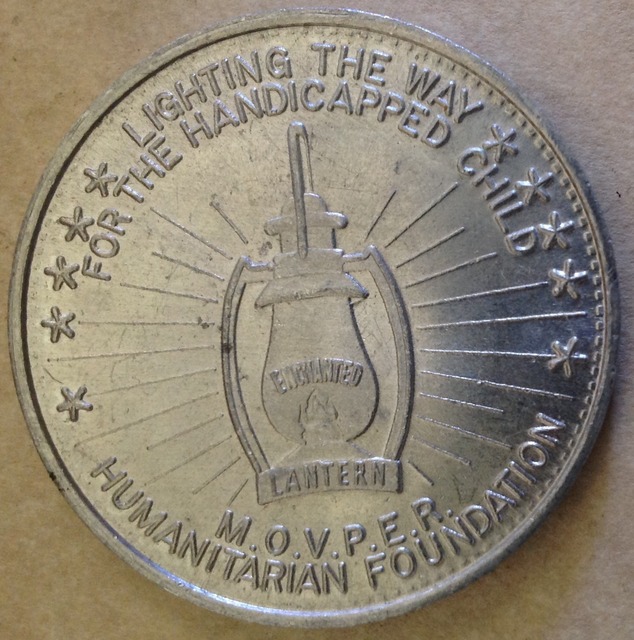 LIGHTING THE WAY
FOR THE HANDICAPPED CHILD
ENCHANTED
LANTERN
M.O.V.P.E.R.
HUMANITARIAN FOUNDATION